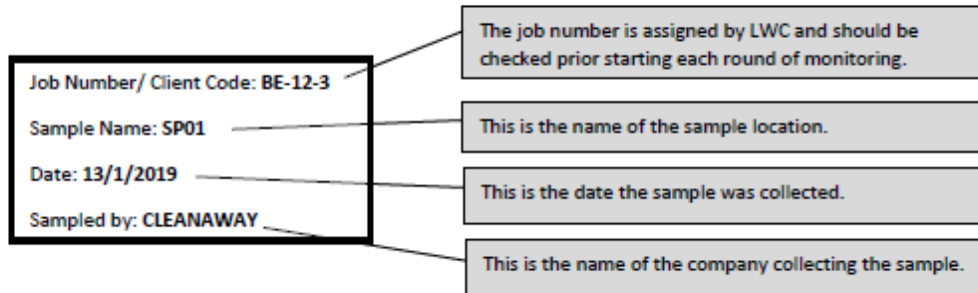 Job Number/ Client Code: BE-12-3
Sample Name: SP01
Date: 13/1/2019
Sampled by: CLEANAWAY
The job number is assigned by LWC and should be
checked prior starting each round of monitoring.
This is the name of the sample location.
This is the date the sample was collected.
This is the name of the company collecting the sample.